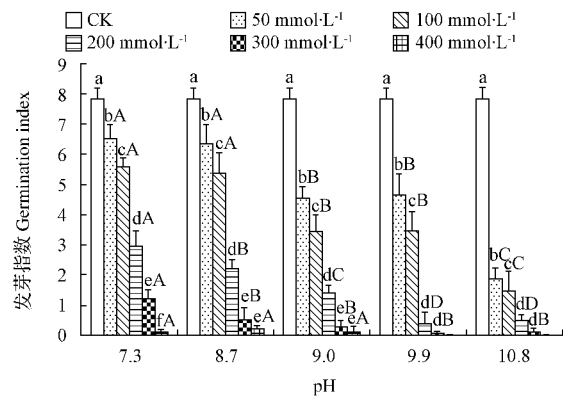 CK 50 mmol·L⁻¹ 100 mmol·L⁻¹
200 mmol·L⁻¹ 300 mmol·L⁻¹ 400 mmol·L⁻¹
发芽指数 Germination index
9
8
7
6
5
4
3
2
1
0
a bA cA dA eA fA
a bA cA dB eB eA
a bB cB dC eB eA
a bB cB dD dB
a bC cC dD dB
7.3 8.7 9.0 9.9 10.8
pH